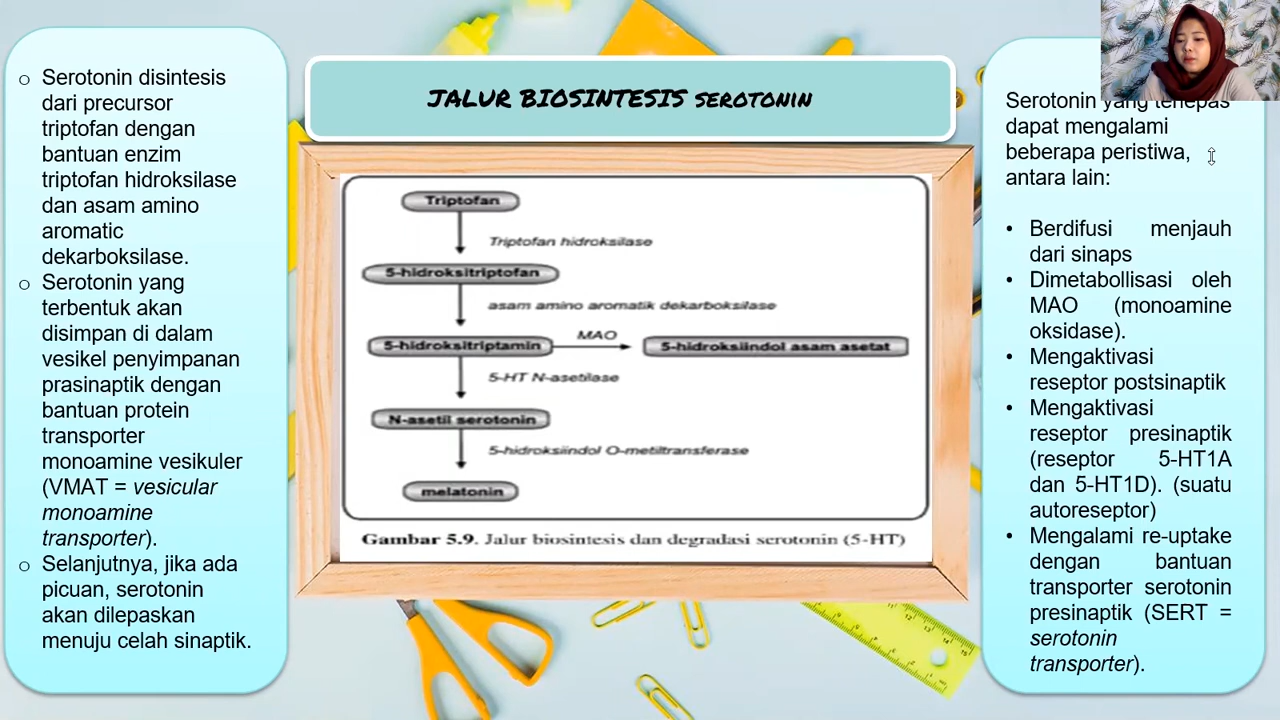 JALUR BIOSINTESIS SEROTONIN
o Serotonin disintesis
dari precursor
triptofan dengan
bantuan enzim
triptofan hidroksilase
dan asam amino
aromatic
dekarboksilase.
o Serotonin yang
terbentuk akan
disimpan di dalam
vesikel penyimpanan
prasinaptik dengan
bantuan protein
transporter
monoamine vesikuler
(VMAT = vesicular
monoamine
transporter).
o Selanjutnya, jika ada
picuan, serotonin
akan dilepaskan
menuju celah sinaptik.
Triptofan
Triptofan hidroksilase
5-hidroksitriptofan
asam amino aromatik dekarboksilase
5-hidroksitriptamin
MAO
5-hidroksiindol asam asetat
5-HT N-asetilase
N-asetil serotonin
5-hidroksiindol O-metiltransferase
melatonin
Gambar 5.9. Jalur biosintesis dan degradasi serotonin (5-HT)
Serotonin yang terlepas
dapat mengalami
beberapa peristiwa,
antara lain:
• Berdifusi menjauh
dari sinaps
• Dimetabollisasi oleh
MAO (monoamine
oksidase).
• Mengaktivasi
reseptor postsinaptik
• Mengaktivasi
reseptor presinaptik
(reseptor 5-HT1A
dan 5-HT1D). (suatu
autoreseptor)
• Mengalami re-uptake
dengan bantuan
transporter serotonin
presinaptik (SERT =
serotonin
transporter).